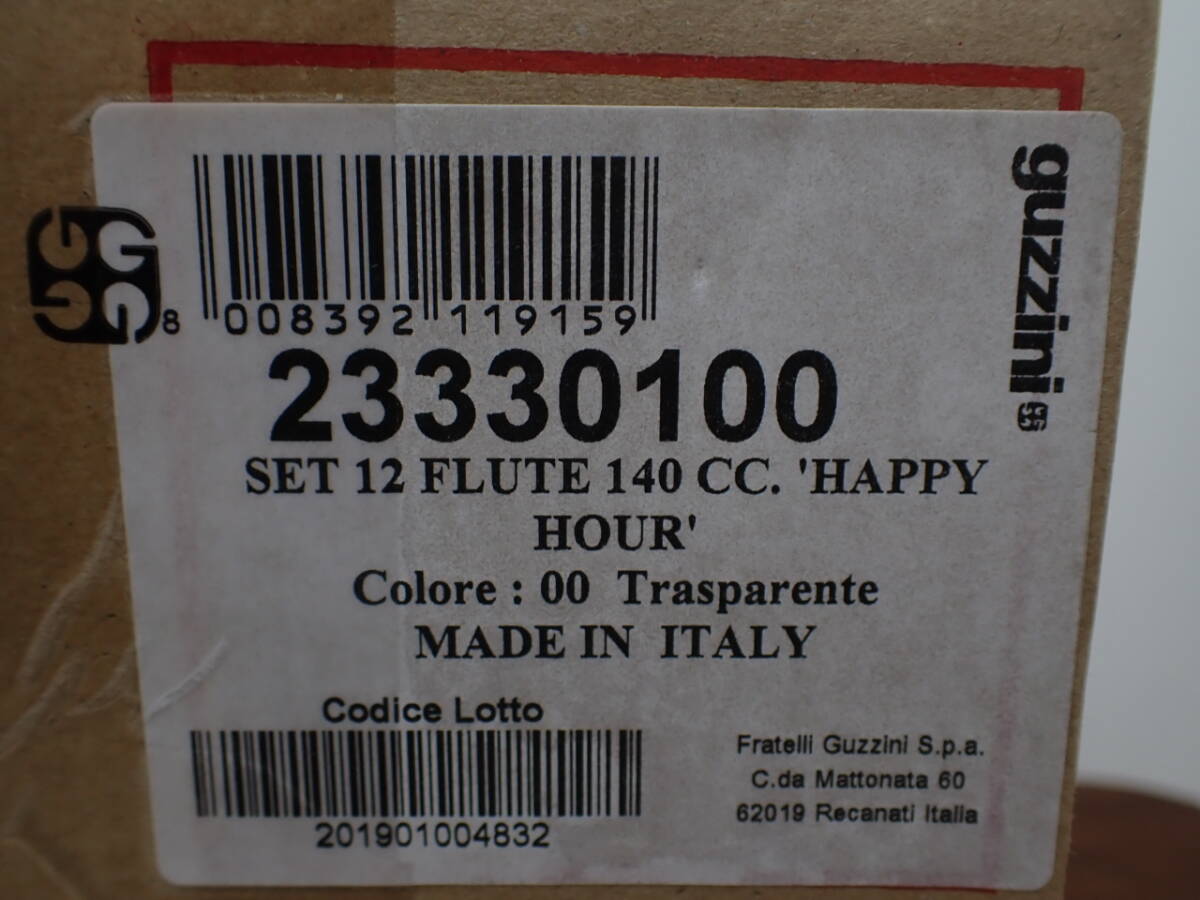 8 008392 119159
guzzini
23330100
SET 12 FLUTE 140 CC. 'HAPPY
HOUR'
Colore : 00 Trasparente
MADE IN ITALY
Codice Lotto
201901004832
Fratelli Guzzini S.p.a.
C.da Mattonata 60
62019 Recanati Italia